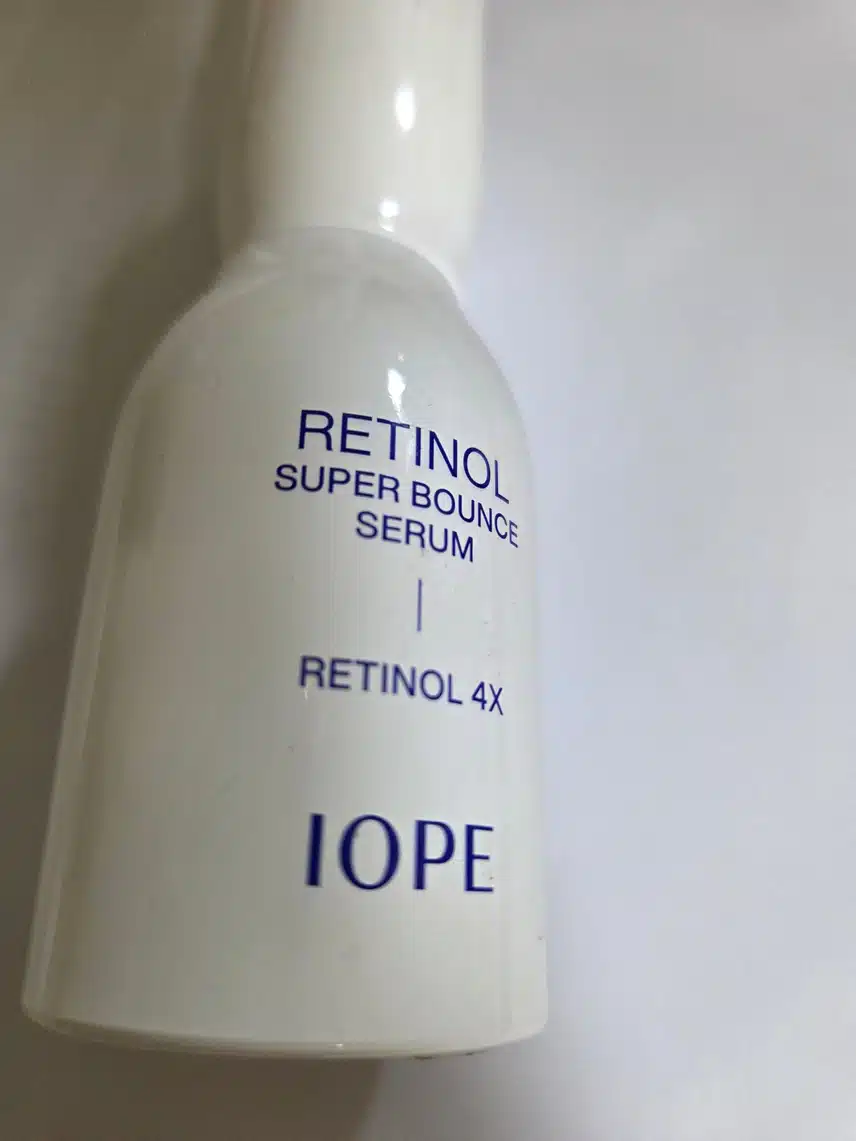 RETINOL
SUPER BOUNCE
SERUM
RETINOL 4X
IOPE